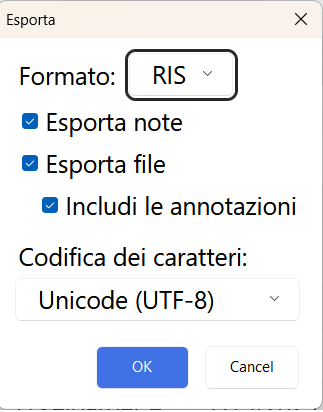 Esporta
Formato: RIS
Esporta note
Esporta file
Includi le annotazioni
Codifica dei caratteri:
Unicode (UTF-8)
OK Cancel